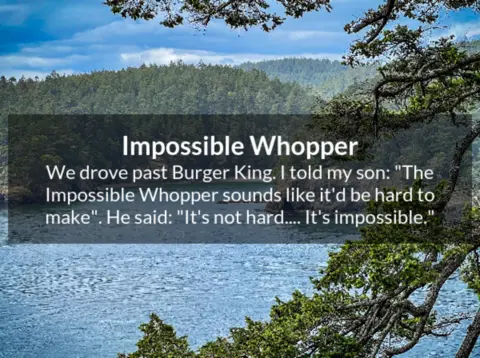 Impossible Whopper
We drove past Burger King. I told my son: "The
Impossible Whopper sounds like it'd be hard to
make". He said: "It's not hard.... It's impossible."